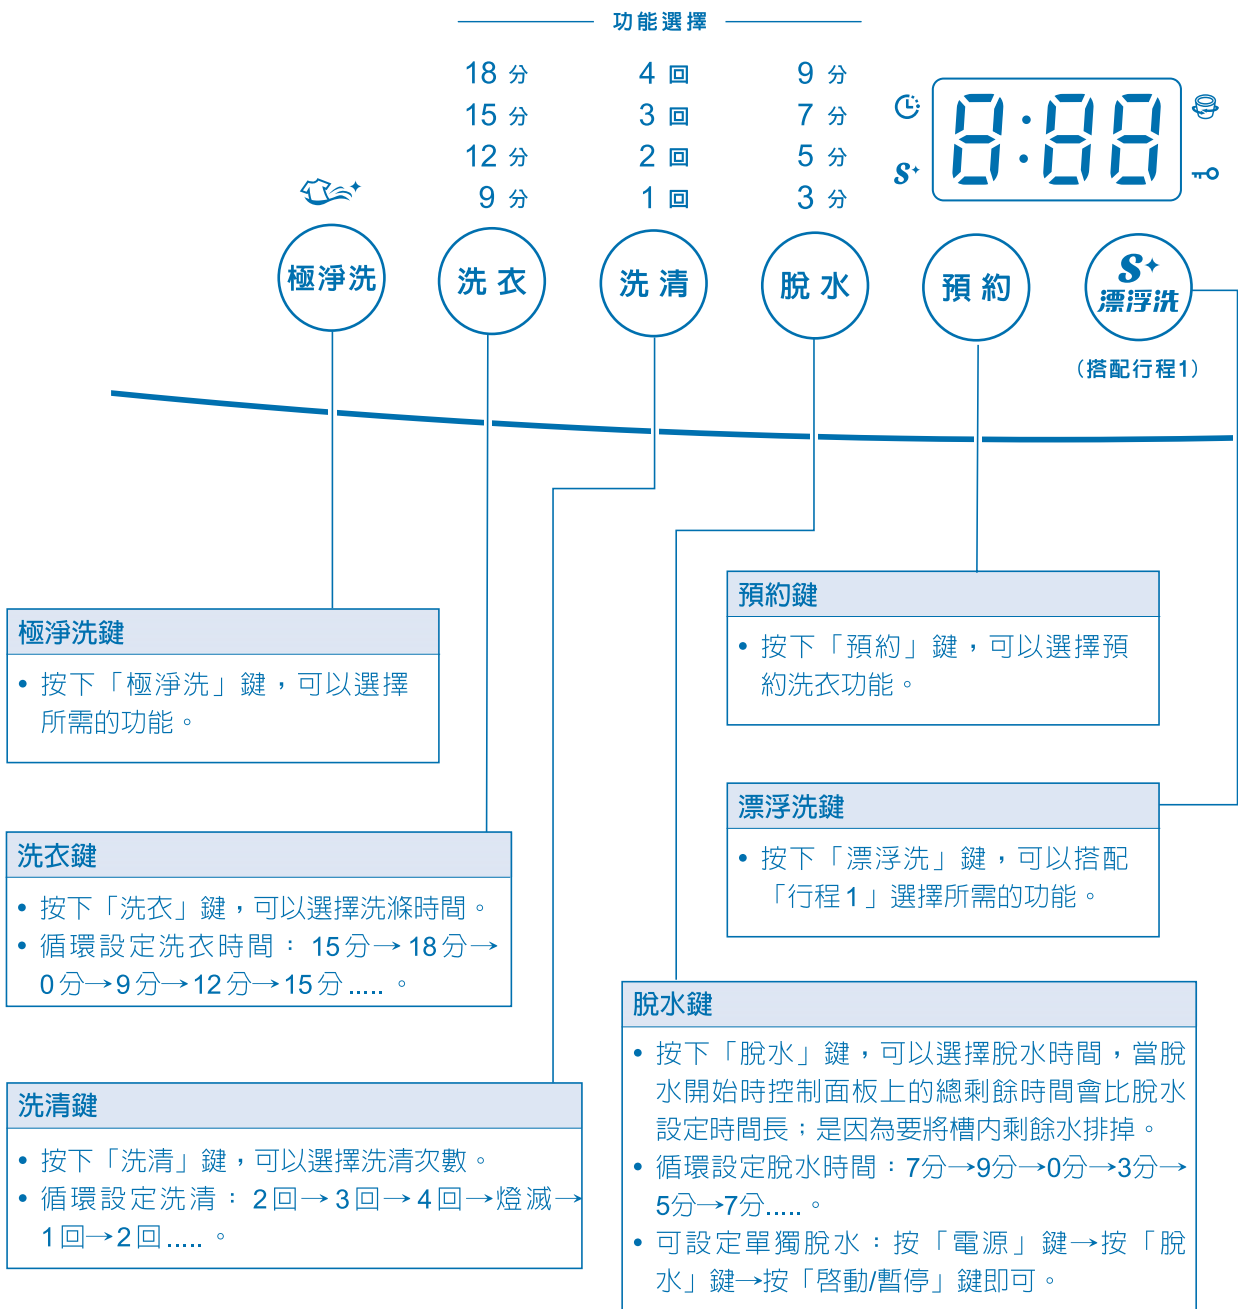 功能選擇
18 分 4 回 9 分
15 分 3 回 7 分
12 分 2 回 5 分
9 分 1 回 3 分
8:88
S
極淨洗 洗衣 洗清 脫水 預約 S 漂浮洗
（搭配行程1）
預約鍵
• 按下「預約」鍵，可以選擇預
約洗衣功能。
極淨洗鍵
• 按下「極淨洗」鍵，可以選擇
所需的功能。
漂浮洗鍵
• 按下「漂浮洗」鍵，可以搭配
「行程1」選擇所需的功能。
洗衣鍵
• 按下「洗衣」鍵，可以選擇洗滌時間。
• 循環設定洗衣時間：15分→18分→
0分→9分→12分→15分.....。
脫水鍵
• 按下「脫水」鍵，可以選擇脫水時間，當脫
水開始時控制面板上的總剩餘時間會比脫水
設定時間長；是因為要將槽内剩餘水排掉。
• 循環設定脫水時間：7分→9分→0分→3分→
5分→7分.....。
• 可設定單獨脫水：按「電源」鍵→按「脫
水」鍵→按「啓動/暫停」鍵即可。
洗清鍵
• 按下「洗清」鍵，可以選擇洗清次數。
• 循環設定洗清：2回→3回→4回→燈滅→
1回→2回.....。